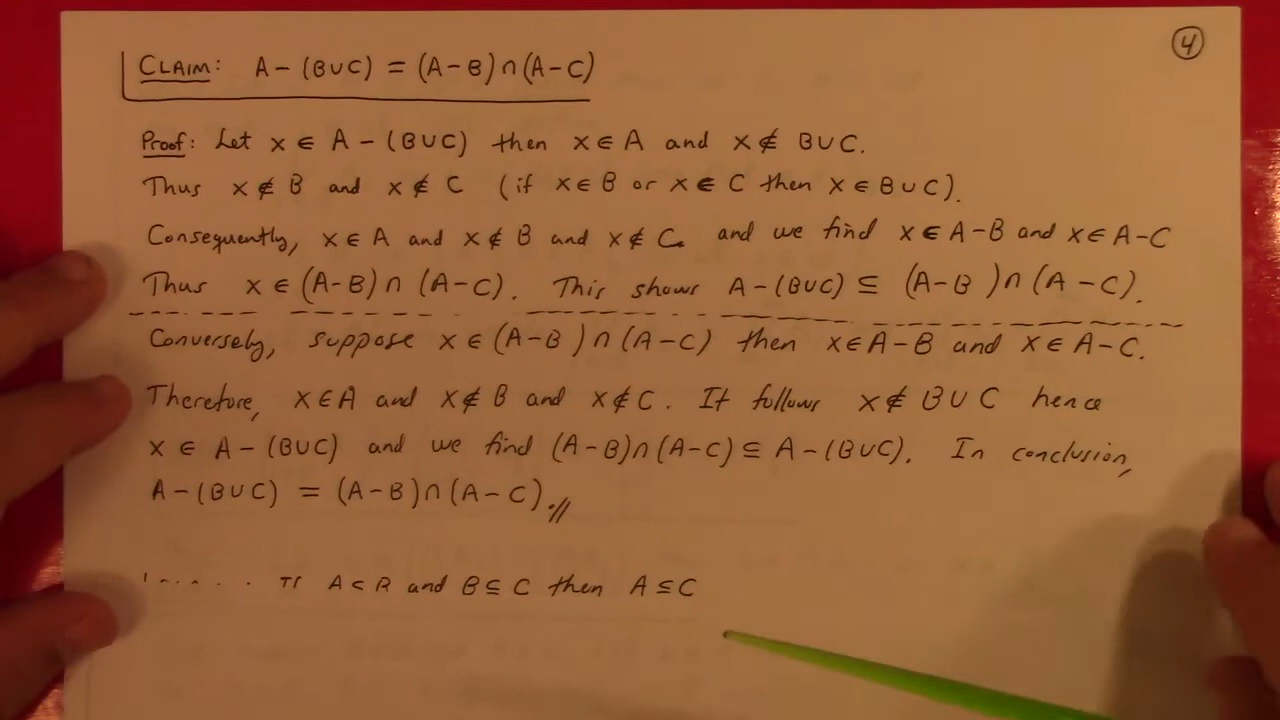 4
CLAIM: A - (B∪C) = (A-B)∩(A-C)
Proof: Let x ∈ A - (B∪C) then x ∈ A and x ∉ B∪C.
Thus x ∉ B and x ∉ C (if x ∈ B or x ∈ C then x ∈ B∪C).
Consequently, x ∈ A and x ∉ B and x ∉ C. and we find x ∈ A-B and x ∈ A-C
Thus x ∈ (A-B)∩(A-C). This shows A-(B∪C) ⊆ (A-B)∩(A-C).
Conversely, suppose x ∈ (A-B)∩(A-C) then x ∈ A-B and x ∈ A-C.
Therefore, x ∈ A and x ∉ B and x ∉ C. It follows x ∉ B∪C hence
x ∈ A-(B∪C) and we find (A-B)∩(A-C) ⊆ A-(B∪C). In conclusion,
A-(B∪C) = (A-B)∩(A-C).//
and B ⊆ C then A ⊆ C